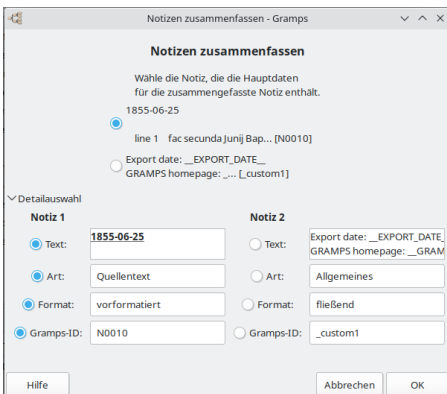 Notizen zusammenfassen - Gramps
Notizen zusammenfassen
Wähle die Notiz, die die Hauptdaten
für die zusammengefasste Notiz enthält.
1855-06-25
line 1 fac secunda Junij Bap... [N0010]
Export date: __EXPORT_DATE__
GRAMPS homepage: _... [_custom1]
Detailauswahl
Notiz 1 Notiz 2
Text: 1855-06-25 Text: Export date: __EXPORT_DATE_
GRAMPS homepage: __GRAM
Art: Quellentext Art: Allgemeines
Format: vorformatiert Format: fließend
Gramps-ID: N0010 Gramps-ID: _custom1
Hilfe Abbrechen OK